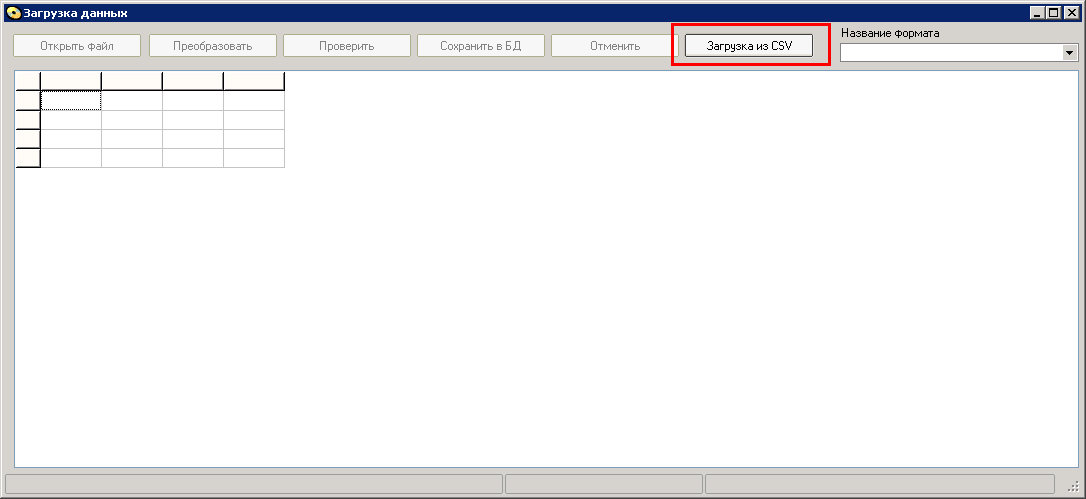 Загрузка данных
Открыть файл Преобразовать Проверить Сохранить в БД Отменить Загрузка из CSV
Название формата